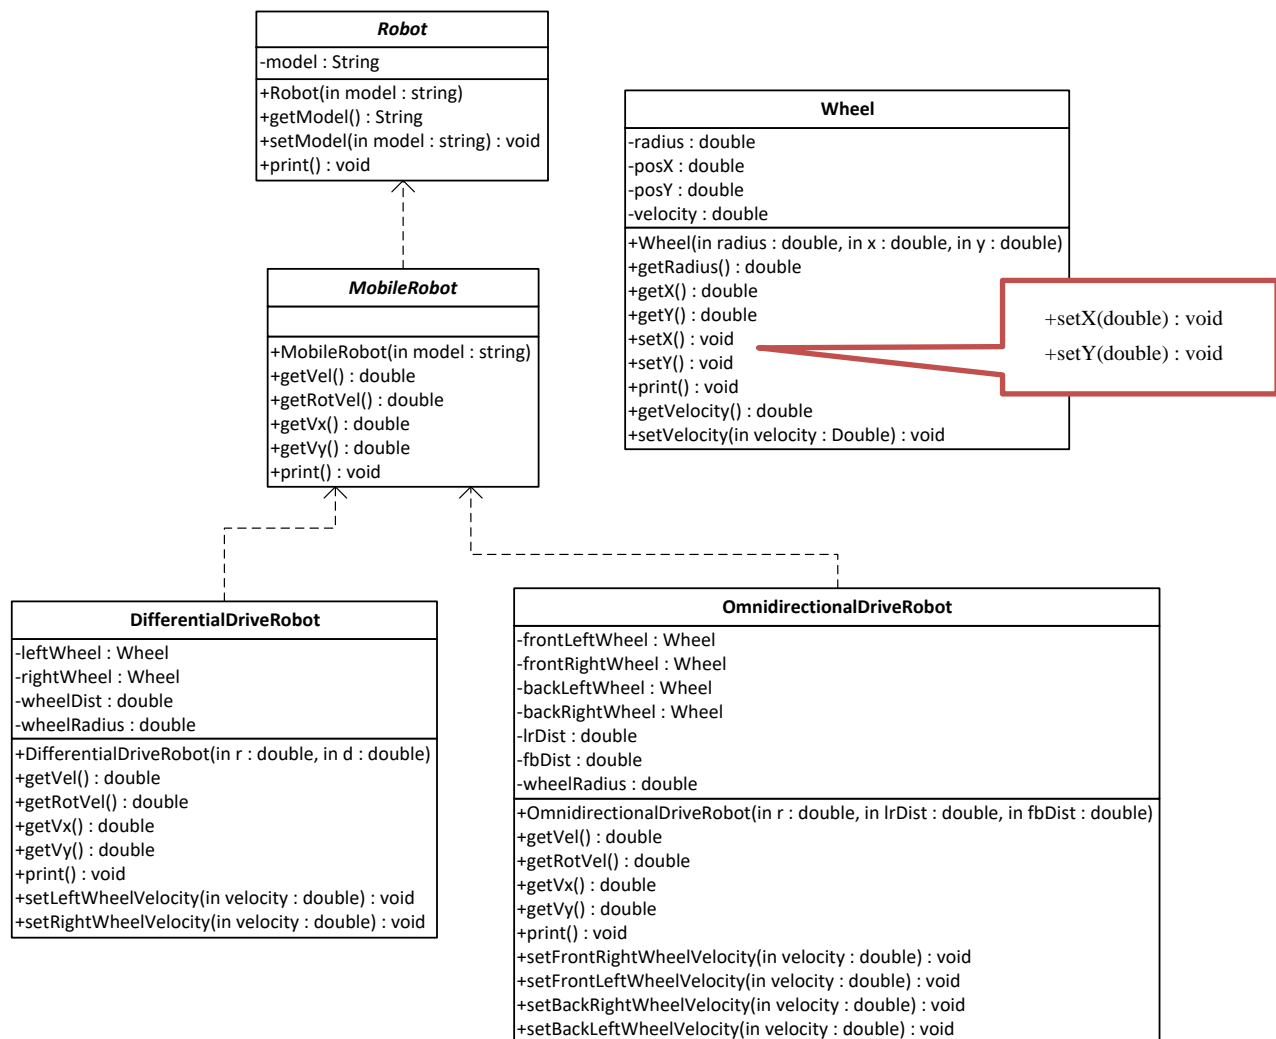 Robot
-model : String
+Robot(in model : string)
+getModel() : String
+setModel(in model : string) : void
+print() : void
Wheel
-radius : double
-posX : double
-posY : double
-velocity : double
+Wheel(in radius : double, in x : double, in y : double)
+getRadius() : double
+getX() : double
+getY() : double
+setX() : void
+setY() : void
+print() : void
+getVelocity() : double
+setVelocity(in velocity : Double) : void
+setX(double) : void
+setY(double) : void
MobileRobot
+MobileRobot(in model : string)
+getVel() : double
+getRotVel() : double
+getVx() : double
+getVy() : double
+print() : void
DifferentialDriveRobot
-leftWheel : Wheel
-rightWheel : Wheel
-wheelDist : double
-wheelRadius : double
+DifferentialDriveRobot(in r : double, in d : double)
+getVel() : double
+getRotVel() : double
+getVx() : double
+getVy() : double
+print() : void
+setLeftWheelVelocity(in velocity : double) : void
+setRightWheelVelocity(in velocity : double) : void
OmnidirectionalDriveRobot
-frontLeftWheel : Wheel
-frontRightWheel : Wheel
-backLeftWheel : Wheel
-backRightWheel : Wheel
-lrDist : double
-fbDist : double
-wheelRadius : double
+OmnidirectionalDriveRobot(in r : double, in lrDist : double, in fbDist : double)
+getVel() : double
+getRotVel() : double
+getVx() : double
+getVy() : double
+print() : void
+setFrontRightWheelVelocity(in velocity : double) : void
+setFrontLeftWheelVelocity(in velocity : double) : void
+setBackRightWheelVelocity(in velocity : double) : void
+setBackLeftWheelVelocity(in velocity : double) : void